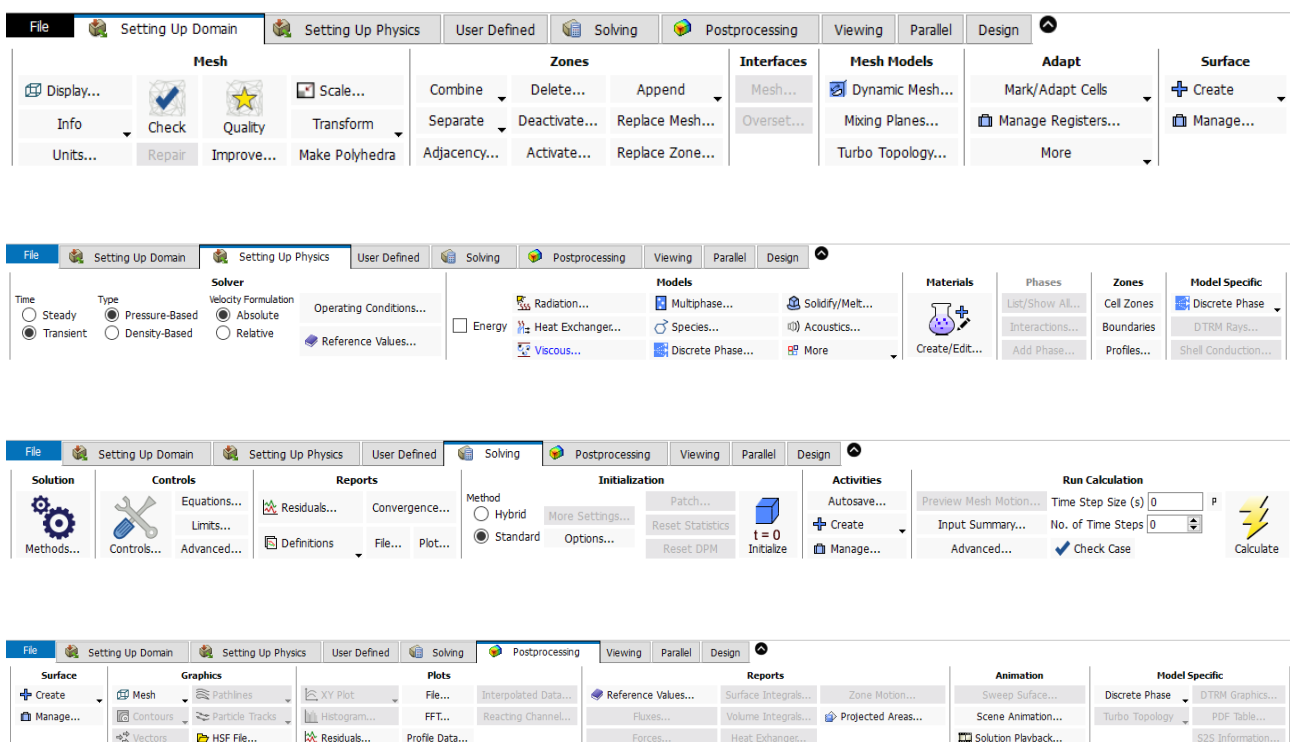 File Setting Up Domain Setting Up Physics User Defined Solving Postprocessing Viewing Parallel Design
Mesh Zones Interfaces Mesh Models Adapt Surface
Display... Scale... Combine Delete... Append Mesh... Dynamic Mesh... Mark/Adapt Cells Create
Info Check Quality Transform Separate Deactivate... Replace Mesh... Overset... Mixing Planes... Manage Registers... Manage...
Units... Repair Improve... Make Polyhedra Adjacency... Activate... Replace Zone... Turbo Topology... More
File Setting Up Domain Setting Up Physics User Defined Solving Postprocessing Viewing Parallel Design
Solver Models Materials Phases Zones Model Specific
Time Type Velocity Formulation
Steady Pressure-Based Absolute Operating Conditions... Radiation... Multiphase... Solidify/Melt... List/Show All... Cell Zones Discrete Phase
Transient Density-Based Relative Reference Values... Energy Heat Exchanger... Species... Acoustics... Interactions... Boundaries DTRM Rays...
Viscous... Discrete Phase... More Create/Edit... Add Phase... Profiles... Shell Conduction...
File Setting Up Domain Setting Up Physics User Defined Solving Postprocessing Viewing Parallel Design
Solution Controls Reports Initialization Activities Run Calculation
Equations... Residuals... Convergence... Method Hybrid More Settings... Patch... Autosave... Preview Mesh Motion... Time Step Size (s) 0 P
Limits... Standard Options... Reset Statistics t = 0 Create Input Summary... No. of Time Steps 0
Methods... Controls... Advanced... Definitions File... Plot... Reset DPM Initialize Manage... Advanced... Check Case Calculate
File Setting Up Domain Setting Up Physics User Defined Solving Postprocessing Viewing Parallel Design
Surface Graphics Plots Reports Animation Model Specific
Create Mesh Pathlines XY Plot File... Interpolated Data... Reference Values... Surface Integrals... Zone Motion... Sweep Suface... Discrete Phase DTRM Graphics...
Manage... Contours Particle Tracks Histogram... FFT... Reacting Channel... Fluxes... Volume Integrals... Projected Areas... Scene Animation... Turbo Topology PDF Table...
Vectors HSF File... Residuals... Profile Data... Forces... Heat Exhanger... Solution Playback... S2S Information...